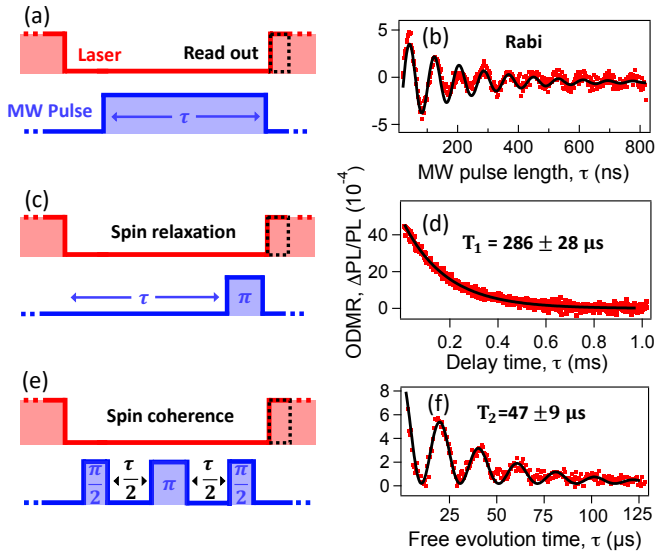 (a)
Laser
Read out
MW Pulse
τ
(b)
Rabi
5
0
-5
0 200 400 600 800
MW pulse length, τ (ns)
(c)
Spin relaxation
τ
π
(d)
T₁ = 286 ± 28 µs
40
20
0
0.2 0.4 0.6 0.8 1.0
Delay time, τ (ms)
ODMR, ΔPL/PL (10⁻⁴)
(e)
Spin coherence
π/2
τ/2
π
τ/2
π/2
(f)
T₂=47 ±9 µs
8
6
4
2
0
25 50 75 100 125
Free evolution time, τ (µs)